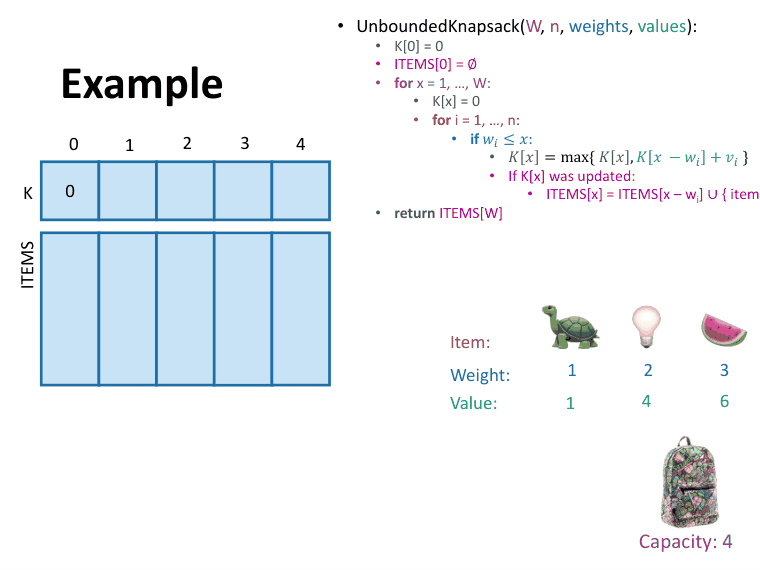 • UnboundedKnapsack(W, n, weights, values):
• K[0] = 0
• ITEMS[0] = ∅
• for x = 1, …, W:
• K[x] = 0
• for i = 1, …, n:
• if wᵢ ≤ x:
• K[x] = max{ K[x], K[x − wᵢ] + vᵢ }
• If K[x] was updated:
• ITEMS[x] = ITEMS[x – wᵢ] ∪ { item
• return ITEMS[W]
Example
0 1 2 3 4
K 0
ITEMS
Item:
Weight: 1 2 3
Value: 1 4 6
Capacity: 4